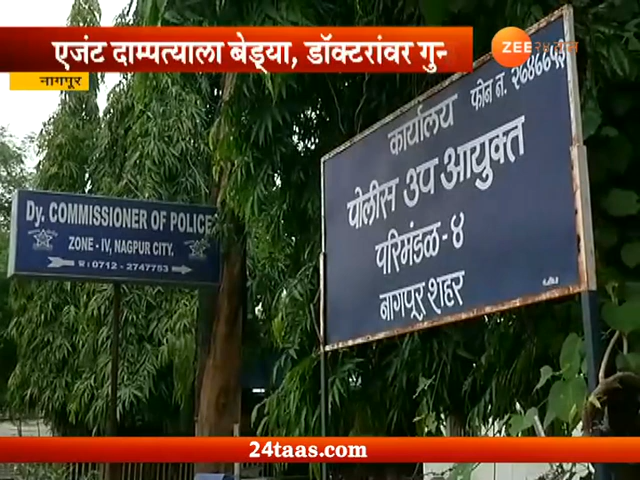 एजंट दाम्पत्याला बेड्या, डॉक्टरांवर गुन
नागपूर
ZEE
Dy. COMMISSIONER OF POLICE
ZONE - IV, NAGPUR CITY.
0712 - 2747753
कार्यालय फोन नं.
पोलीस उप आयुक्त
परिमंडळ - ४
नागपूर शहर
24taas.com